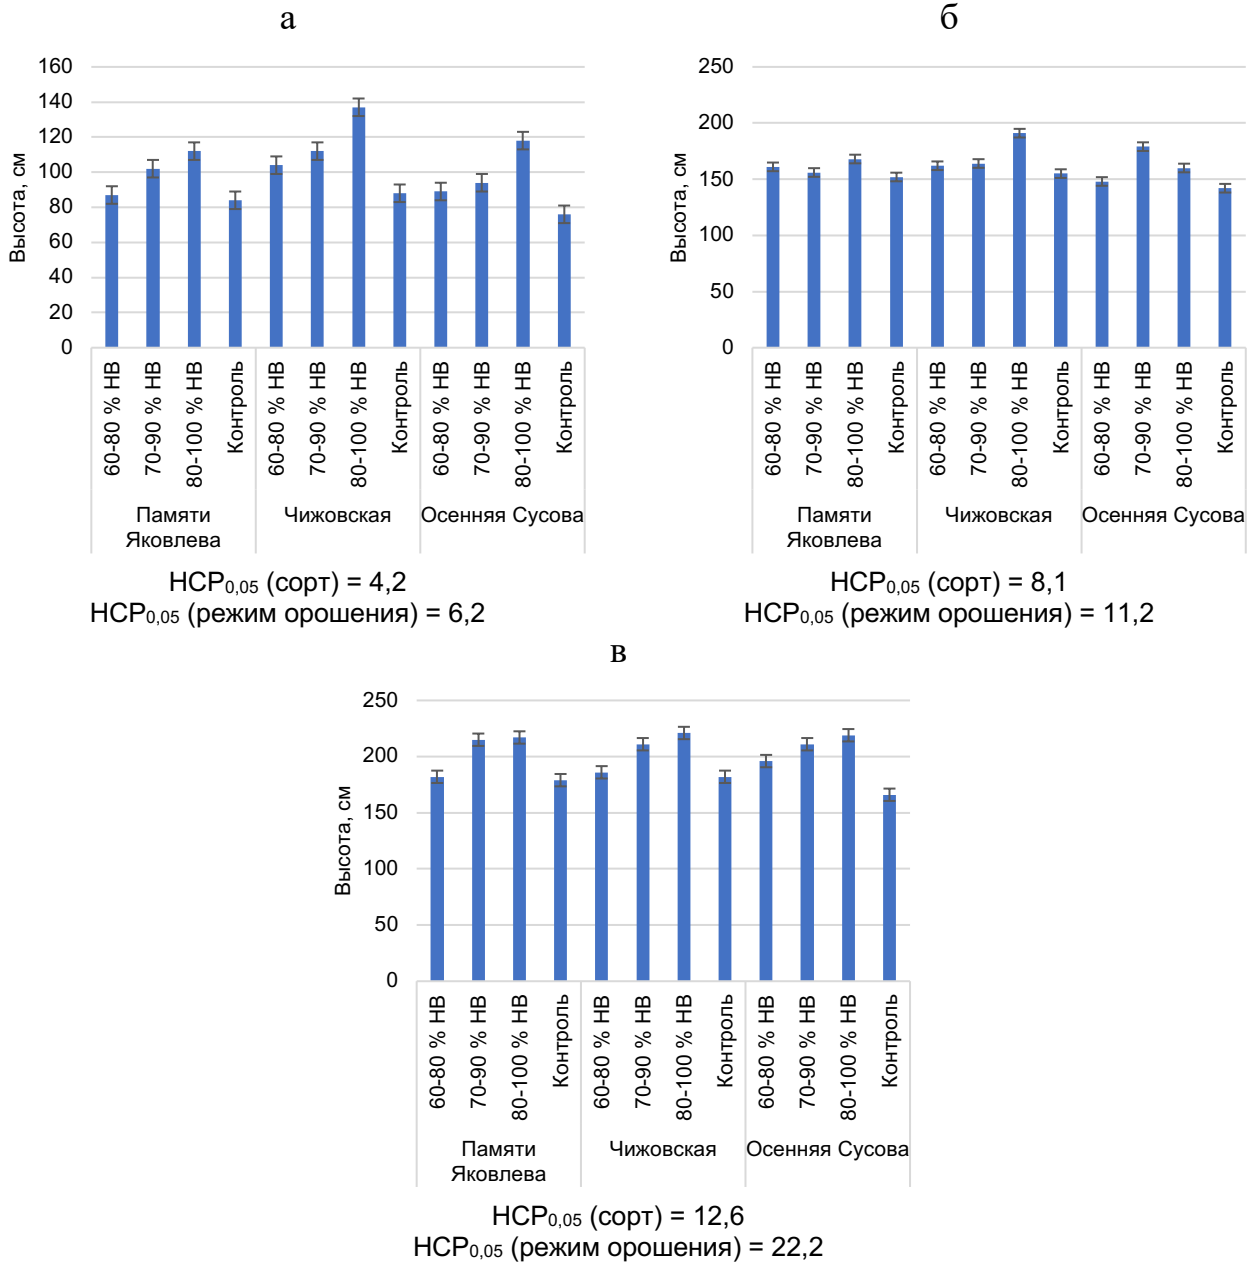 а
160
140
120
100
80
60
40
20
0
Высота, см
60-80 % НВ
70-90 % НВ
80-100 % НВ
Контроль
60-80 % НВ
70-90 % НВ
80-100 % НВ
Контроль
60-80 % НВ
70-90 % НВ
80-100 % НВ
Контроль
Памяти
Яковлева
Чижовская
Осенняя Сусова
НСР0,05 (сорт) = 4,2
НСР0,05 (режим орошения) = 6,2
б
250
200
150
100
50
0
Высота, см
60-80 % НВ
70-90 % НВ
80-100 % НВ
Контроль
60-80 % НВ
70-90 % НВ
80-100 % НВ
Контроль
60-80 % НВ
70-90 % НВ
80-100 % НВ
Контроль
Памяти
Яковлева
Чижовская
Осенняя Сусова
НСР0,05 (сорт) = 8,1
НСР0,05 (режим орошения) = 11,2
в
250
200
150
100
50
0
Высота, см
60-80 % НВ
70-90 % НВ
80-100 % НВ
Контроль
60-80 % НВ
70-90 % НВ
80-100 % НВ
Контроль
60-80 % НВ
70-90 % НВ
80-100 % НВ
Контроль
Памяти
Яковлева
Чижовская
Осенняя Сусова
НСР0,05 (сорт) = 12,6
НСР0,05 (режим орошения) = 22,2